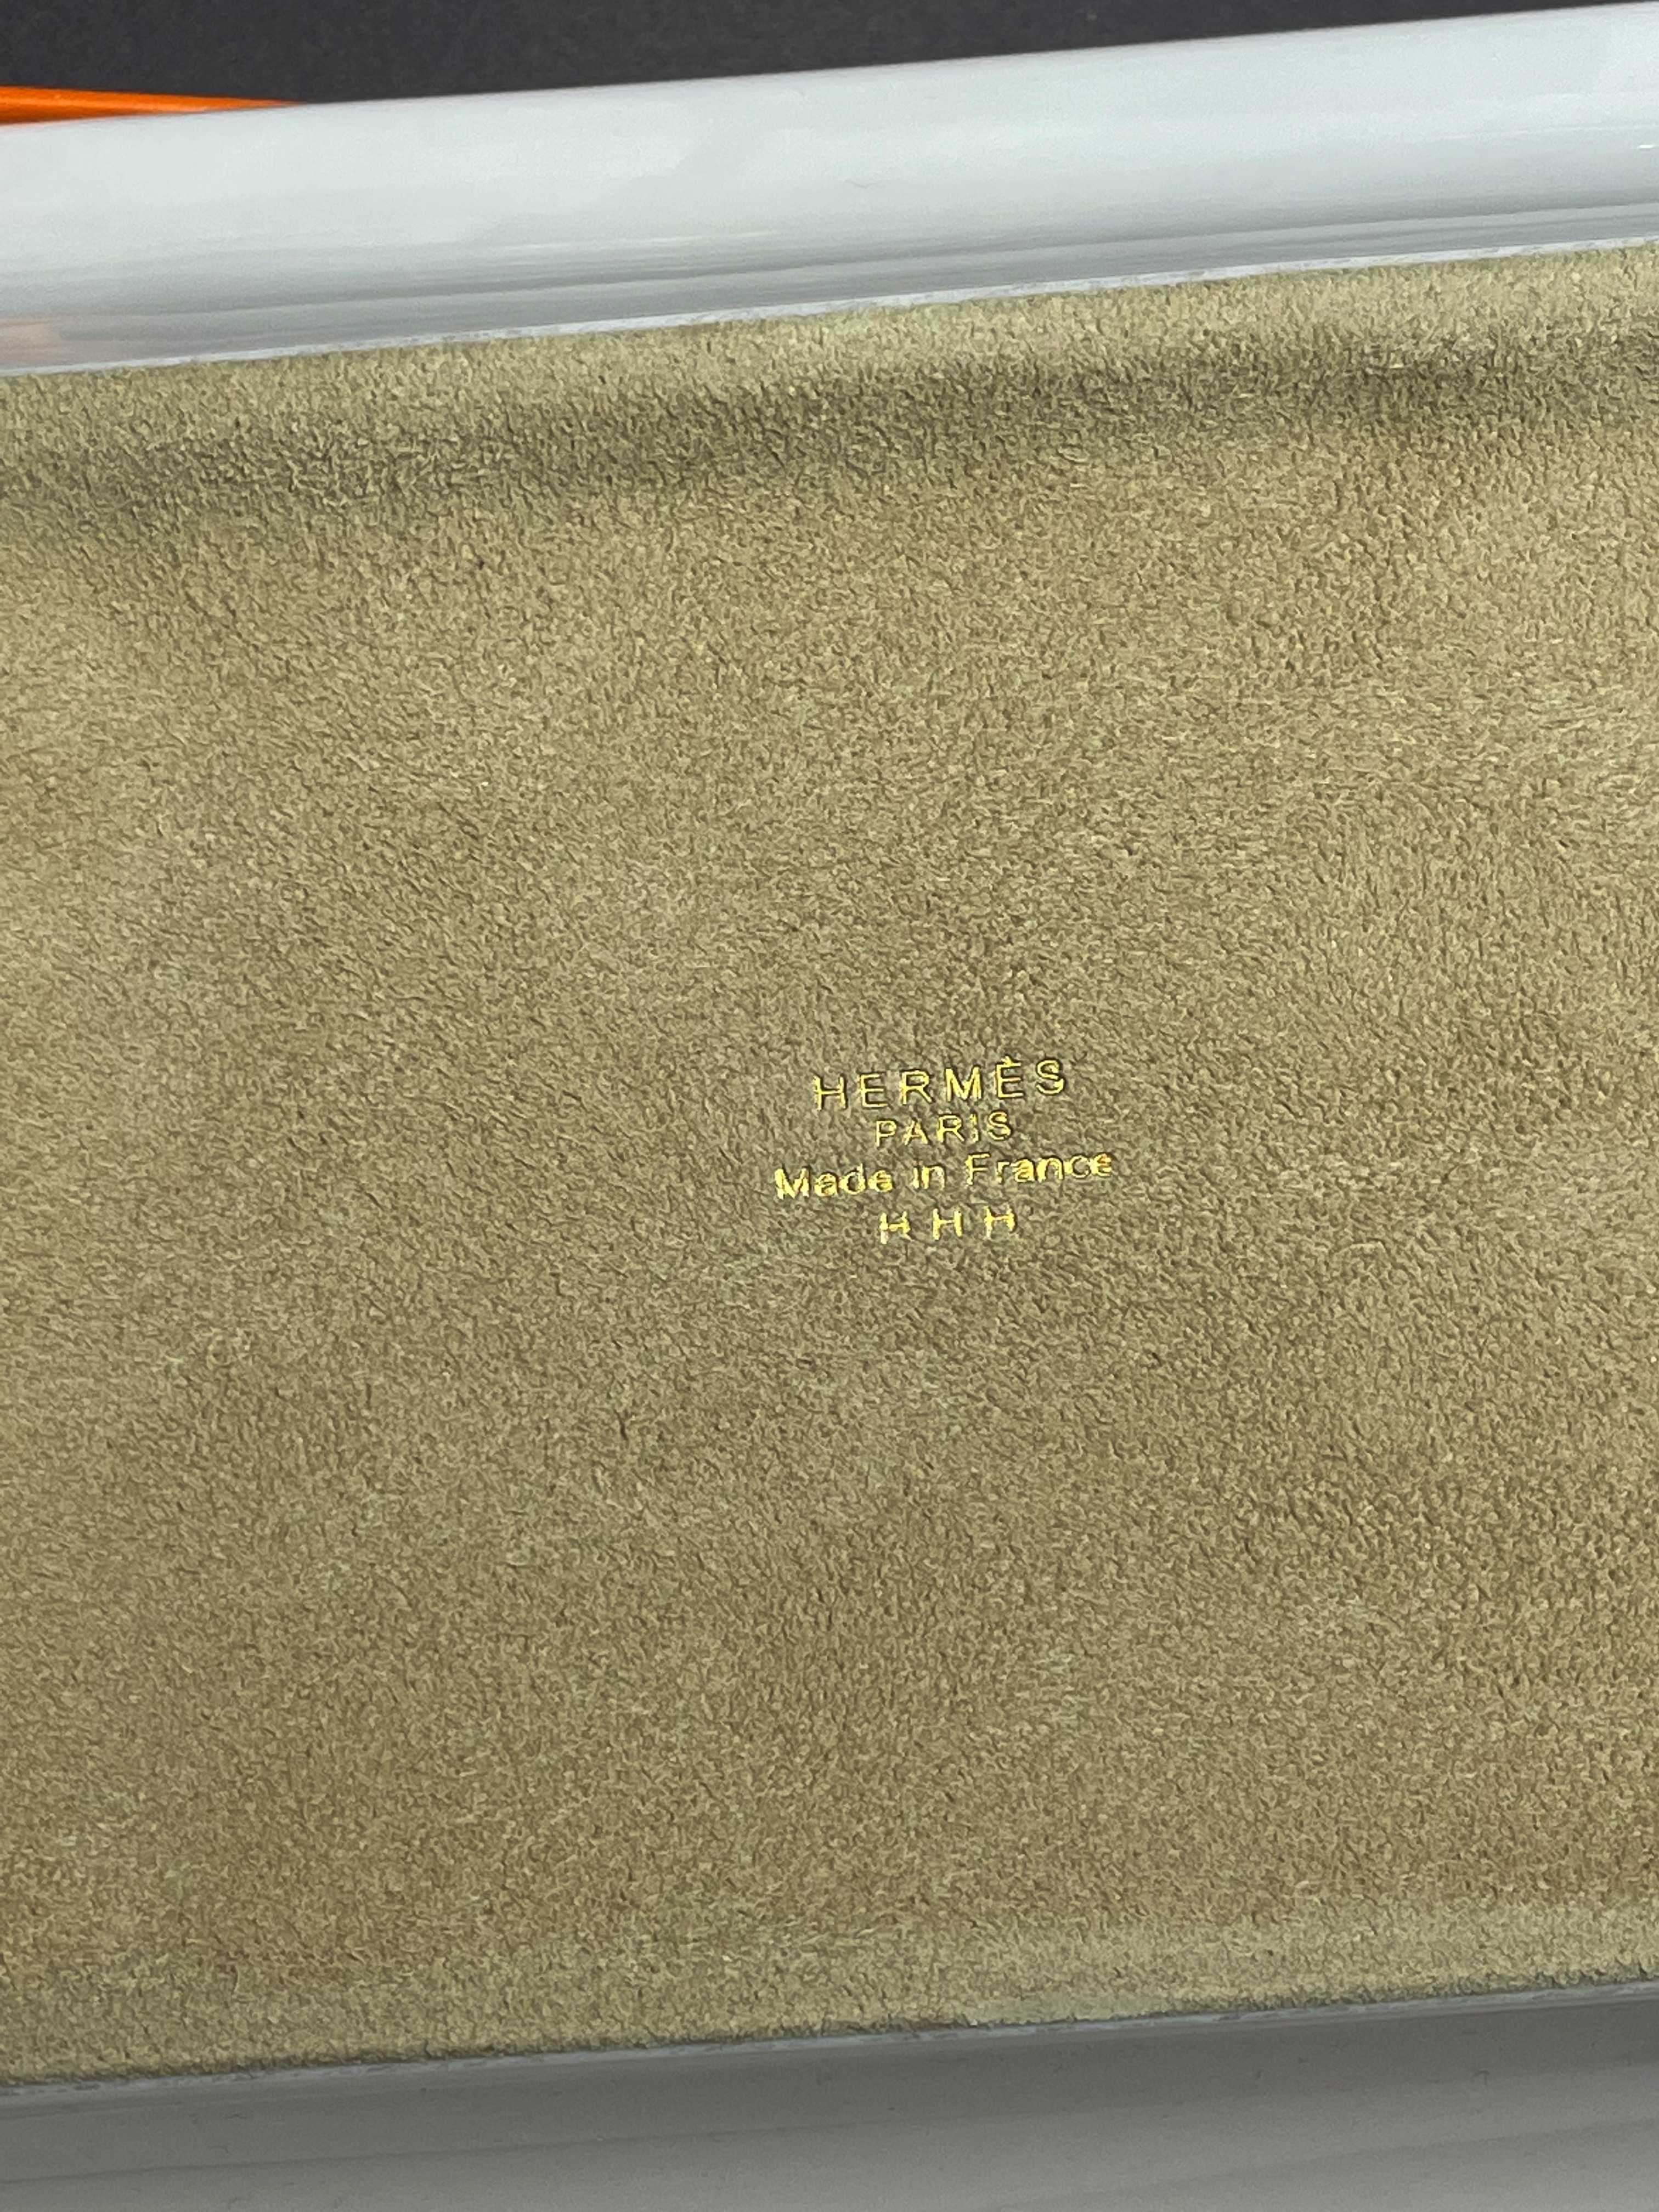 HERMÈS
PARIS
Made in France
H H H